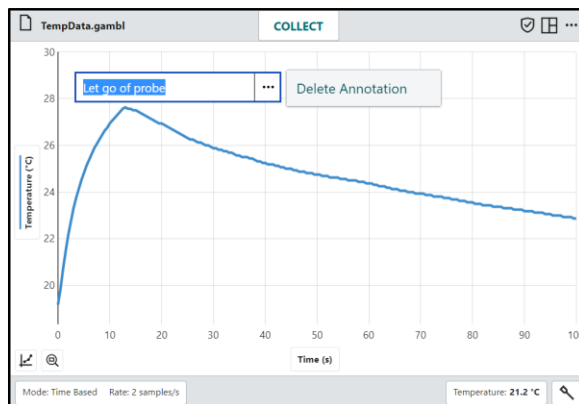 TempData.gambl
COLLECT
30
Let go of probe
Delete Annotation
28
26
24
22
20
Temperature (°C)
0 10 20 30 40 50 60 70 80 90 100
Time (s)
Mode: Time Based Rate: 2 samples/s
Temperature: 21.2 °C